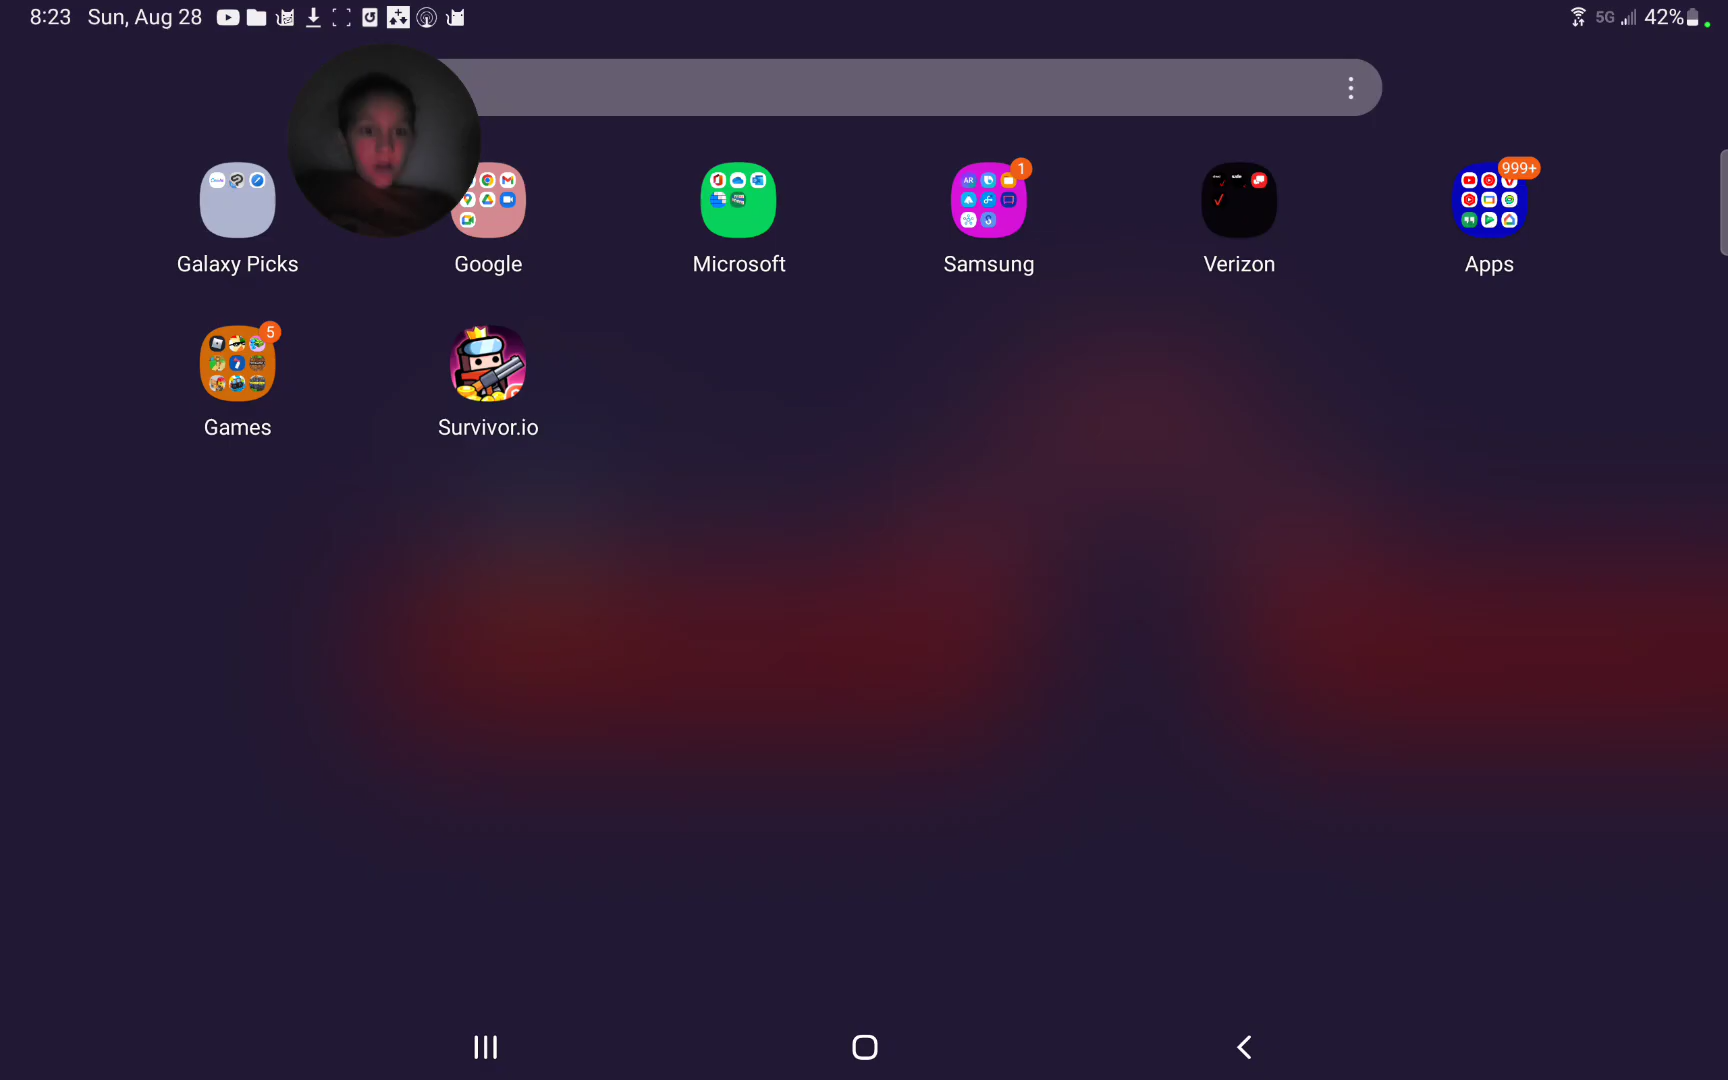 8:23 Sun, Aug 28
5G 42%
1
999+
Galaxy Picks Google Microsoft Samsung Verizon Apps
5
Games Survivor.io